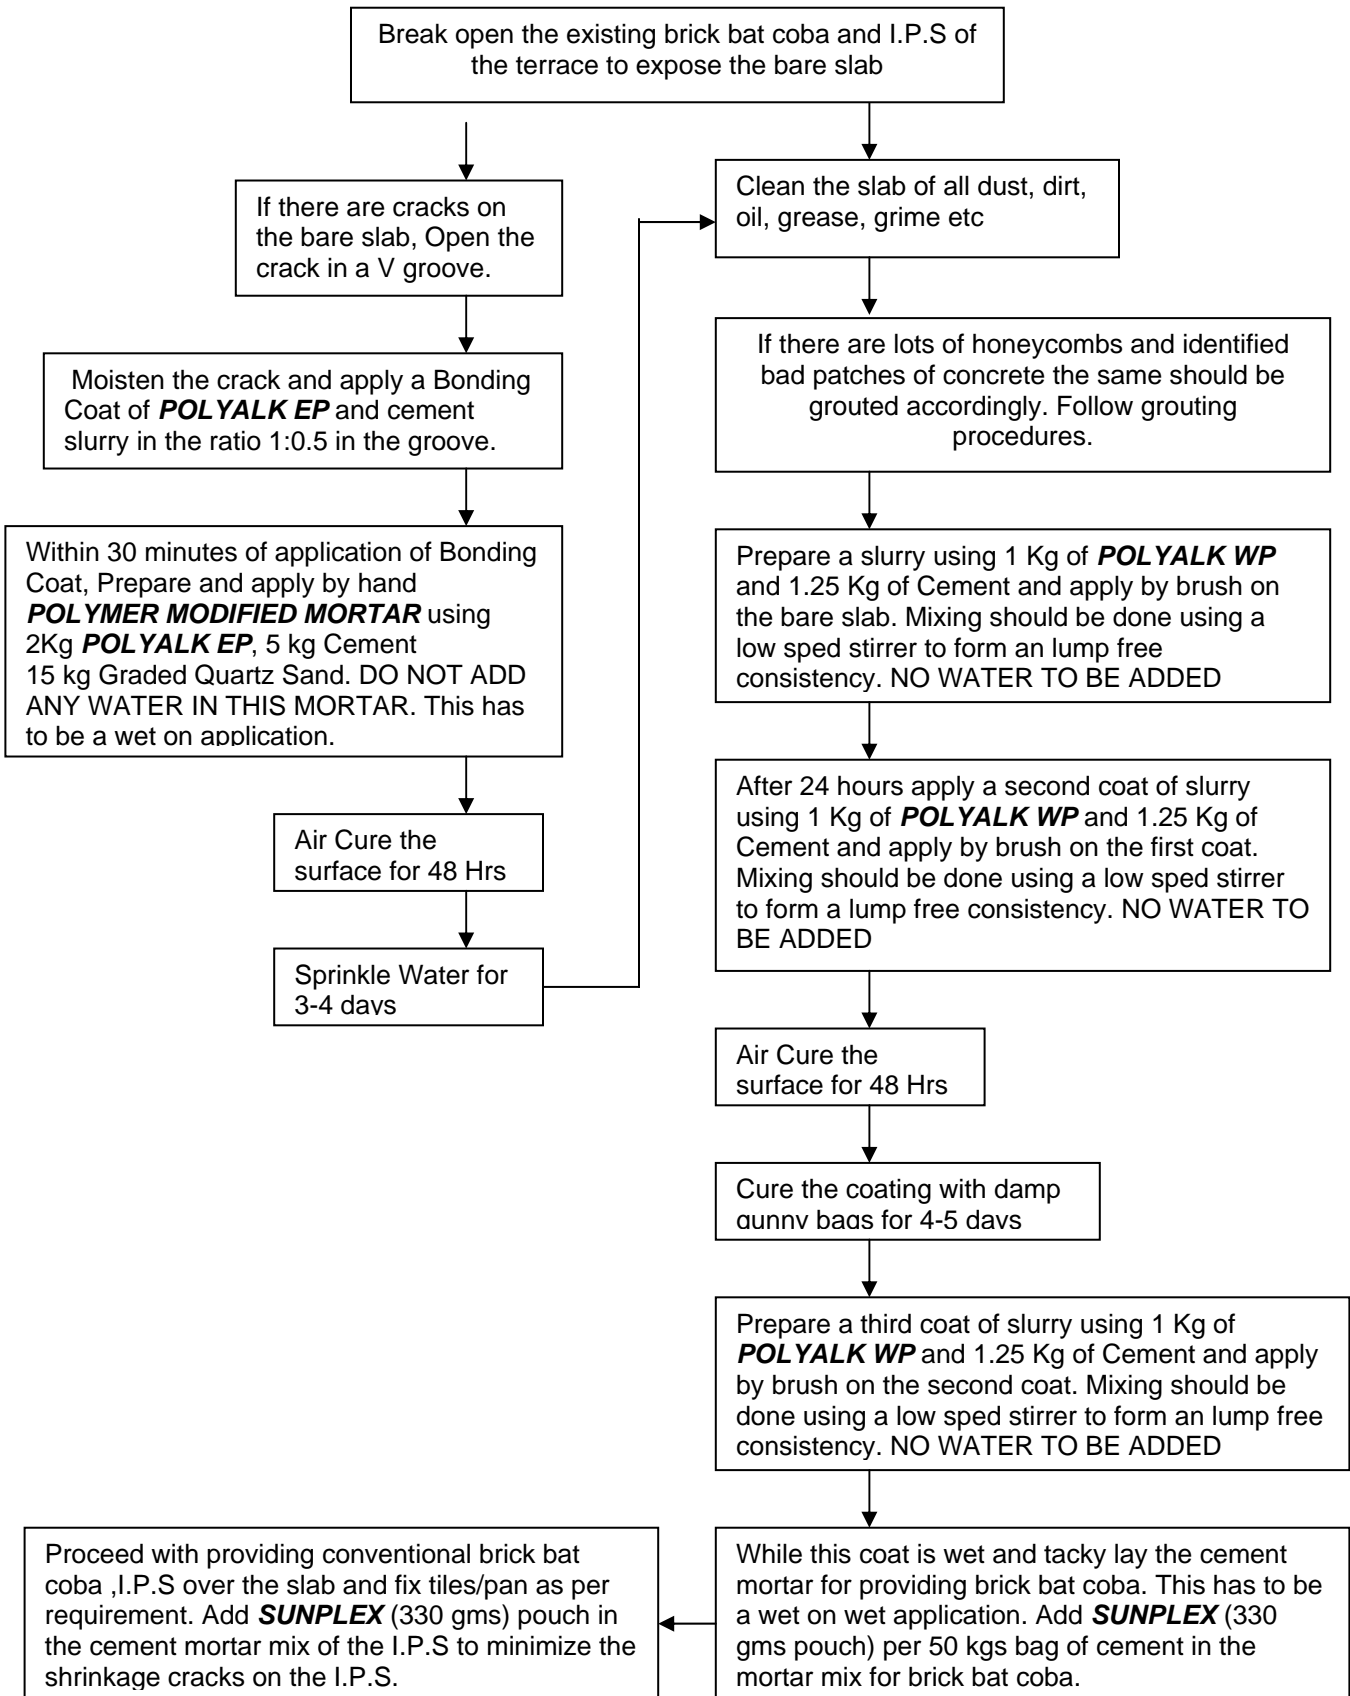 Break open the existing brick bat coba and I.P.S of
the terrace to expose the bare slab
If there are cracks on
the bare slab, Open the
crack in a V groove.
Moisten the crack and apply a Bonding
Coat of POLYALK EP and cement
slurry in the ratio 1:0.5 in the groove.
Within 30 minutes of application of Bonding
Coat, Prepare and apply by hand
POLYMER MODIFIED MORTAR using
2Kg POLYALK EP, 5 kg Cement
15 kg Graded Quartz Sand. DO NOT ADD
ANY WATER IN THIS MORTAR. This has
to be a wet on application.
Air Cure the
surface for 48 Hrs
Sprinkle Water for
3-4 days
Clean the slab of all dust, dirt,
oil, grease, grime etc
If there are lots of honeycombs and identified
bad patches of concrete the same should be
grouted accordingly. Follow grouting
procedures.
Prepare a slurry using 1 Kg of POLYALK WP
and 1.25 Kg of Cement and apply by brush on
the bare slab. Mixing should be done using a
low sped stirrer to form an lump free
consistency. NO WATER TO BE ADDED
After 24 hours apply a second coat of slurry
using 1 Kg of POLYALK WP and 1.25 Kg of
Cement and apply by brush on the first coat.
Mixing should be done using a low sped stirrer
to form a lump free consistency. NO WATER TO
BE ADDED
Air Cure the
surface for 48 Hrs
Cure the coating with damp
gunny bags for 4-5 days
Prepare a third coat of slurry using 1 Kg of
POLYALK WP and 1.25 Kg of Cement and apply
by brush on the second coat. Mixing should be
done using a low sped stirrer to form an lump free
consistency. NO WATER TO BE ADDED
While this coat is wet and tacky lay the cement
mortar for providing brick bat coba. This has to be
a wet on wet application. Add SUNPLEX (330
gms pouch) per 50 kgs bag of cement in the
mortar mix for brick bat coba.
Proceed with providing conventional brick bat
coba ,I.P.S over the slab and fix tiles/pan as per
requirement. Add SUNPLEX (330 gms) pouch in
the cement mortar mix of the I.P.S to minimize the
shrinkage cracks on the I.P.S.